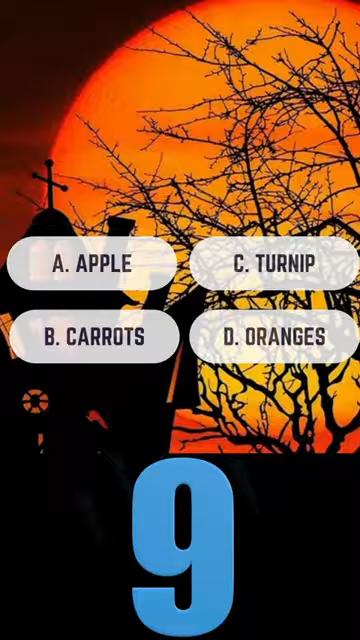 A. APPLE
C. TURNIP
B. CARROTS
D. ORANGES
9